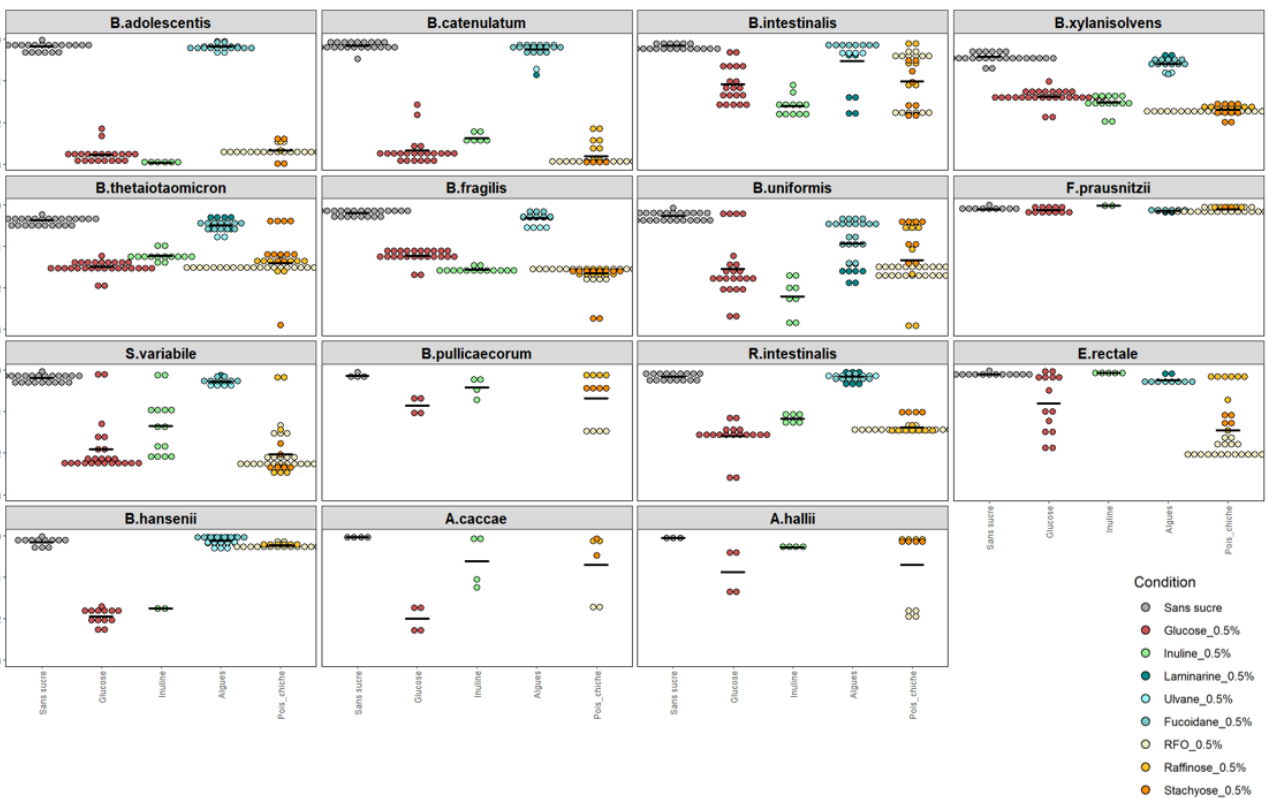 B.adolescentis
B.catenulatum
B.intestinalis
B.xylanisolvens
B.thetaiotaomicron
B.fragilis
B.uniformis
F.prausnitzii
S.variabile
B.pullicaecorum
R.intestinalis
E.rectale
Sans sucre
Glucose
Inuline
Algues
Pois_chiche
B.hansenii
A.caccae
A.hallii
Sans sucre
Glucose
Inuline
Algues
Pois_chiche
Sans sucre
Glucose
Inuline
Algues
Pois_chiche
Sans sucre
Glucose
Inuline
Algues
Pois_chiche
Condition
Sans sucre
Glucose_0.5%
Inuline_0.5%
Laminarine_0.5%
Ulvane_0.5%
Fucoidane_0.5%
RFO_0.5%
Raffinose_0.5%
Stachyose_0.5%